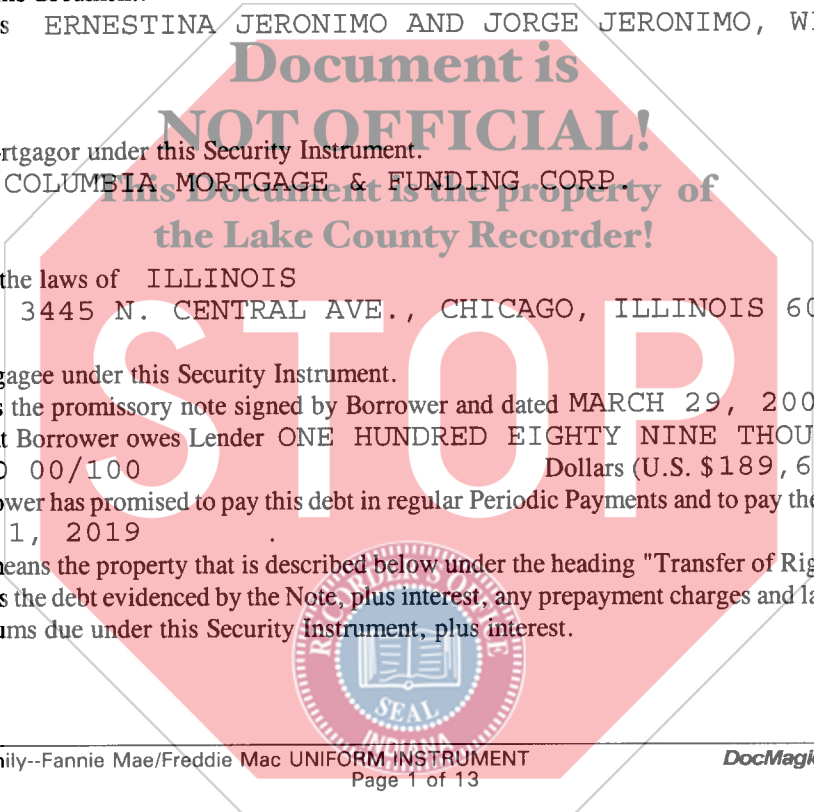 s ERNESTINA JERONIMO AND JORGE JERONIMO, WI
Document is
NOT OFFICIAL!
rtgagor under this Security Instrument.
COLUMBIA MORTGAGE & FUNDING CORP.
This Document is the property of
the Lake County Recorder!
the laws of ILLINOIS
3445 N. CENTRAL AVE., CHICAGO, ILLINOIS 60
STOP
gagee under this Security Instrument.
s the promissory note signed by Borrower and dated MARCH 29, 200
t Borrower owes Lender ONE HUNDRED EIGHTY NINE THOU
00/100 Dollars (U.S. $189,6
ower has promised to pay this debt in regular Periodic Payments and to pay the
1, 2019 .
eans the property that is described below under the heading "Transfer of Rig
s the debt evidenced by the Note, plus interest, any prepayment charges and la
ums due under this Security Instrument, plus interest.
RECORDER'S OFFICE
SEAL
INDIANA
ily--Fannie Mae/Freddie Mac UNIFORM INSTRUMENT DocMagic
Page 1 of 13